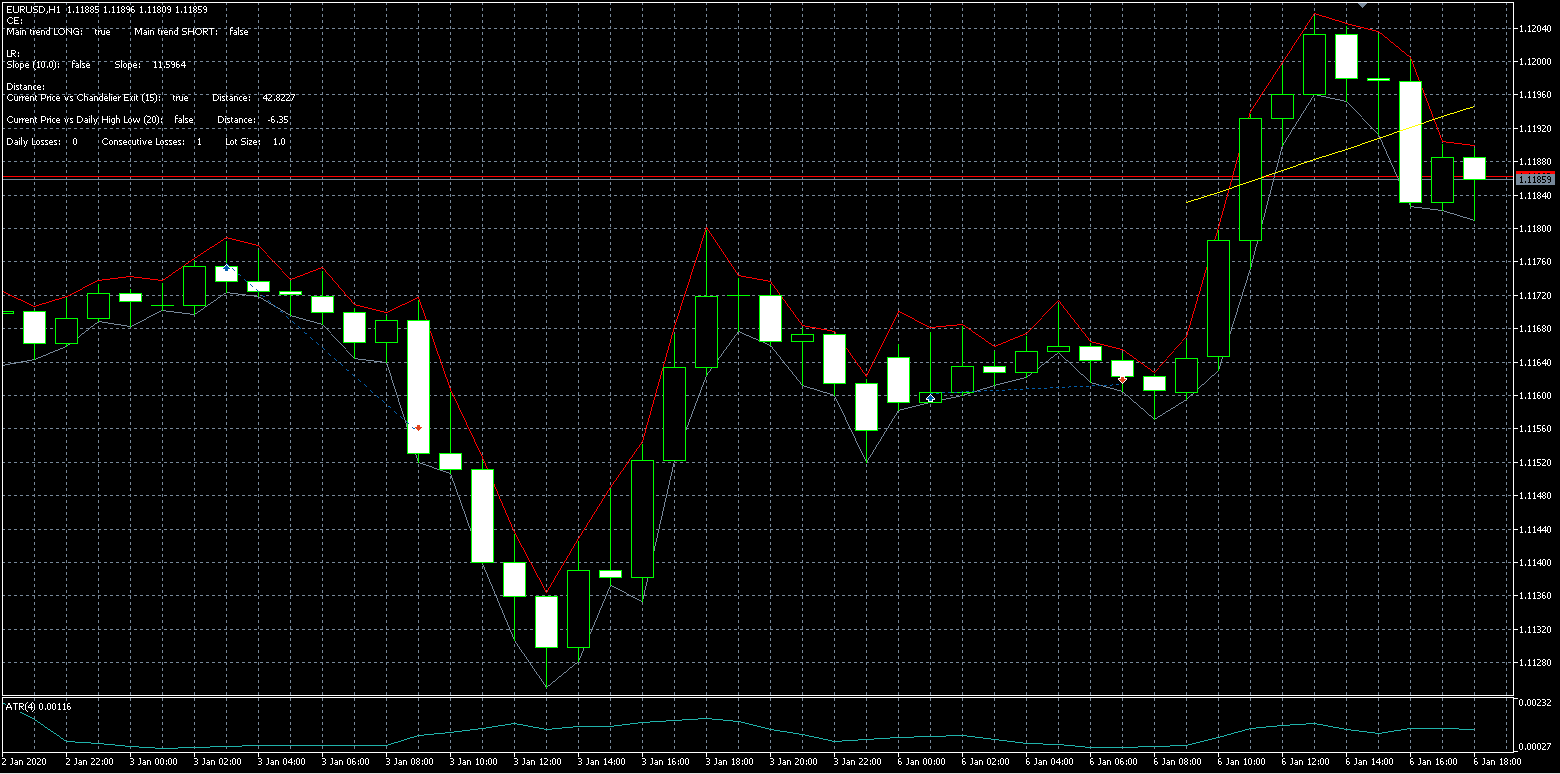 EURUSD,H1 1.11885 1.11896 1.11809 1.11859
CE:
Main trend LONG: true Main trend SHORT: false
LR:
Slope (10.0): false Slope: 11.5964
Distance:
Current Price vs Chandelier Exit (15): true Distance: 42.8227
Current Price vs Daily High Low (20): false Distance: -6.35
Daily Losses: 0 Consecutive Losses: 1 Lot Size: 1.0
1.12040
1.12000
1.11960
1.11920
1.11880
1.11859
1.11840
1.11800
1.11760
1.11720
1.11680
1.11640
1.11600
1.11560
1.11520
1.11480
1.11440
1.11400
1.11360
1.11320
1.11280
ATR(4) 0.00116
0.00232
0.00027
2 Jan 2020 2 Jan 22:00 3 Jan 00:00 3 Jan 02:00 3 Jan 04:00 3 Jan 06:00 3 Jan 08:00 3 Jan 10:00 3 Jan 12:00 3 Jan 14:00 3 Jan 16:00 3 Jan 18:00 3 Jan 20:00 3 Jan 22:00 6 Jan 00:00 6 Jan 02:00 6 Jan 04:00 6 Jan 06:00 6 Jan 08:00 6 Jan 10:00 6 Jan 12:00 6 Jan 14:00 6 Jan 16:00 6 Jan 18:00